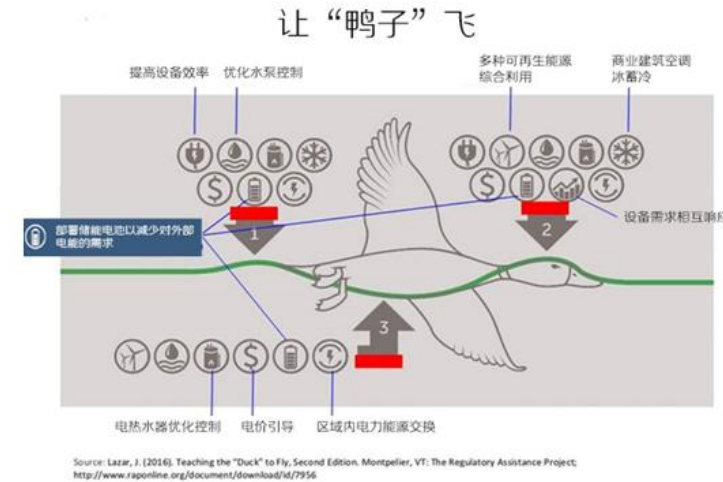 让“鸭子”飞
提高设备效率
优化水泵控制
多种可再生能源
综合利用
商业建筑空调
冰蓄冷
部署储能电池以减少对外部
电能的需求
1
2
设备需求相互响应
3
电热水器优化控制
电价引导
区域内电力能源交换
Source: Lazar, J. (2016). Teaching the "Duck" to Fly, Second Edition. Montpelier, VT: The Regulatory Assistance Project;
http://www.raponline.org/document/download/id/7956